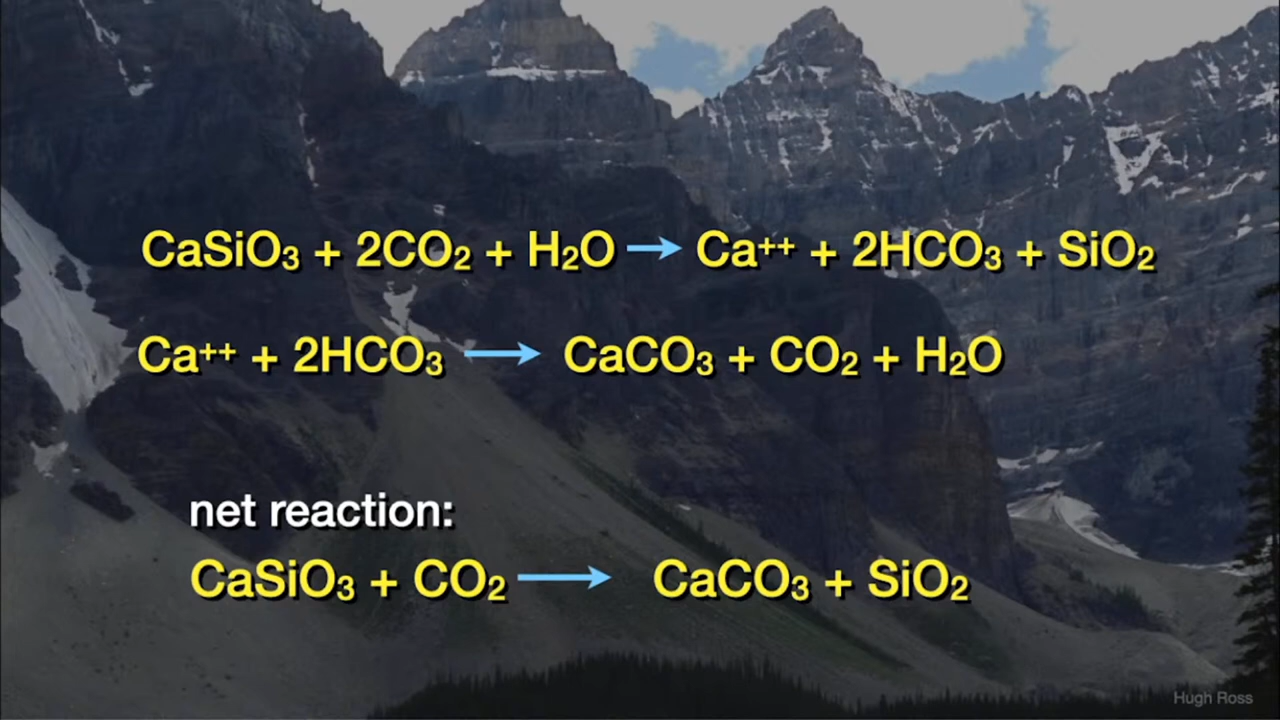 CaSiO₃ + 2CO₂ + H₂O → Ca⁺⁺ + 2HCO₃ + SiO₂
Ca⁺⁺ + 2HCO₃ → CaCO₃ + CO₂ + H₂O
net reaction:
CaSiO₃ + CO₂ → CaCO₃ + SiO₂
Hugh Ross